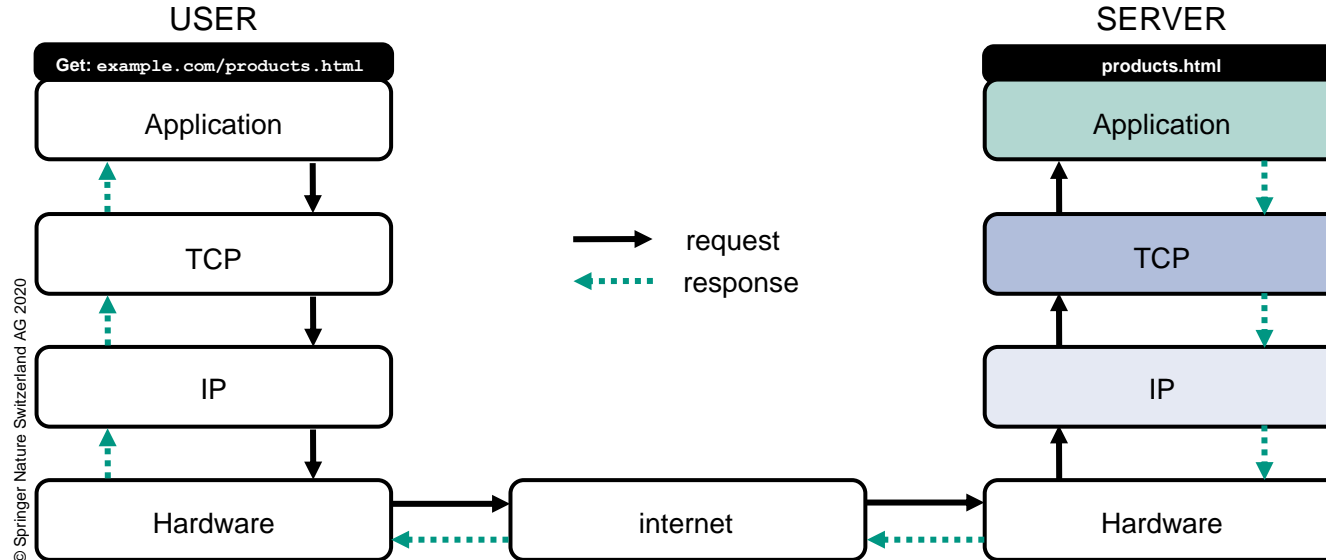 USER
SERVER
Get: example.com/products.html
products.html
Application
Application
TCP
TCP
request
response
IP
IP
Hardware
internet
Hardware
© Springer Nature Switzerland AG 2020